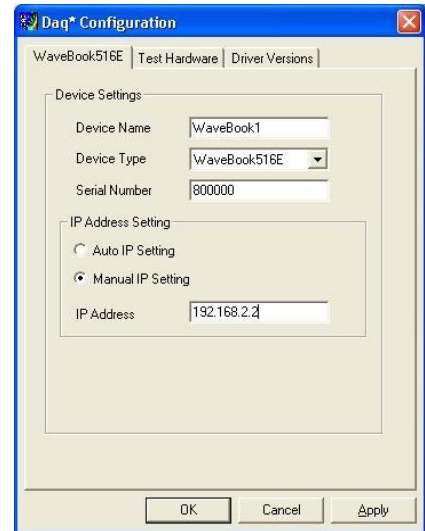 Daq* Configuration
WaveBook516E Test Hardware Driver Versions
Device Settings
Device Name WaveBook1
Device Type WaveBook516E
Serial Number 800000
IP Address Setting
Auto IP Setting
Manual IP Setting
IP Address 192.168.2.2
OK Cancel Apply